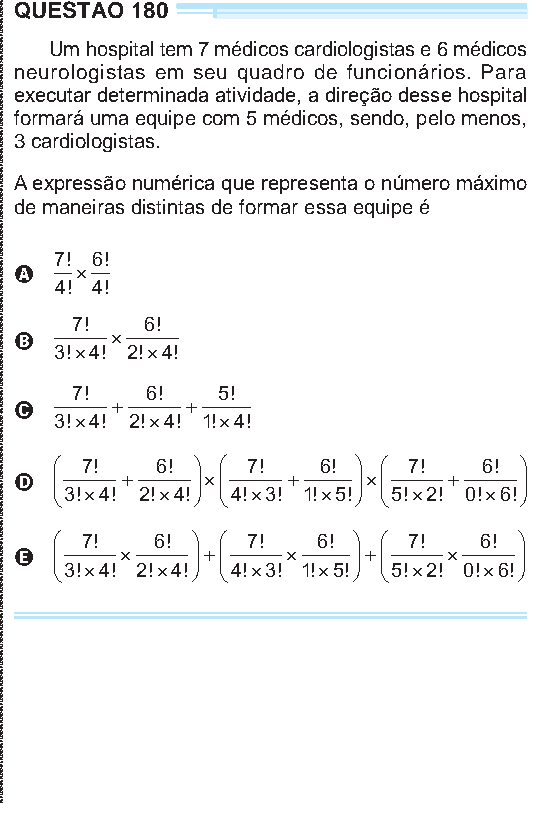 QUESTÃO 180
Um hospital tem 7 médicos cardiologistas e 6 médicos
neurologistas em seu quadro de funcionários. Para
executar determinada atividade, a direção desse hospital
formará uma equipe com 5 médicos, sendo, pelo menos,
3 cardiologistas.
A expressão numérica que representa o número máximo
de maneiras distintas de formar essa equipe é
A 7!/4! × 6!/4!
B 7!/(3! × 4!) × 6!/(2! × 4!)
C 7!/(3! × 4!) + 6!/(2! × 4!) + 5!/(1! × 4!)
D (7!/(3! × 4!) + 6!/(2! × 4!)) × (7!/(4! × 3!) + 6!/(1! × 5!)) × (7!/(5! × 2!) + 6!/(0! × 6!))
E (7!/(3! × 4!) × 6!/(2! × 4!)) + (7!/(4! × 3!) × 6!/(1! × 5!)) + (7!/(5! × 2!) × 6!/(0! × 6!))